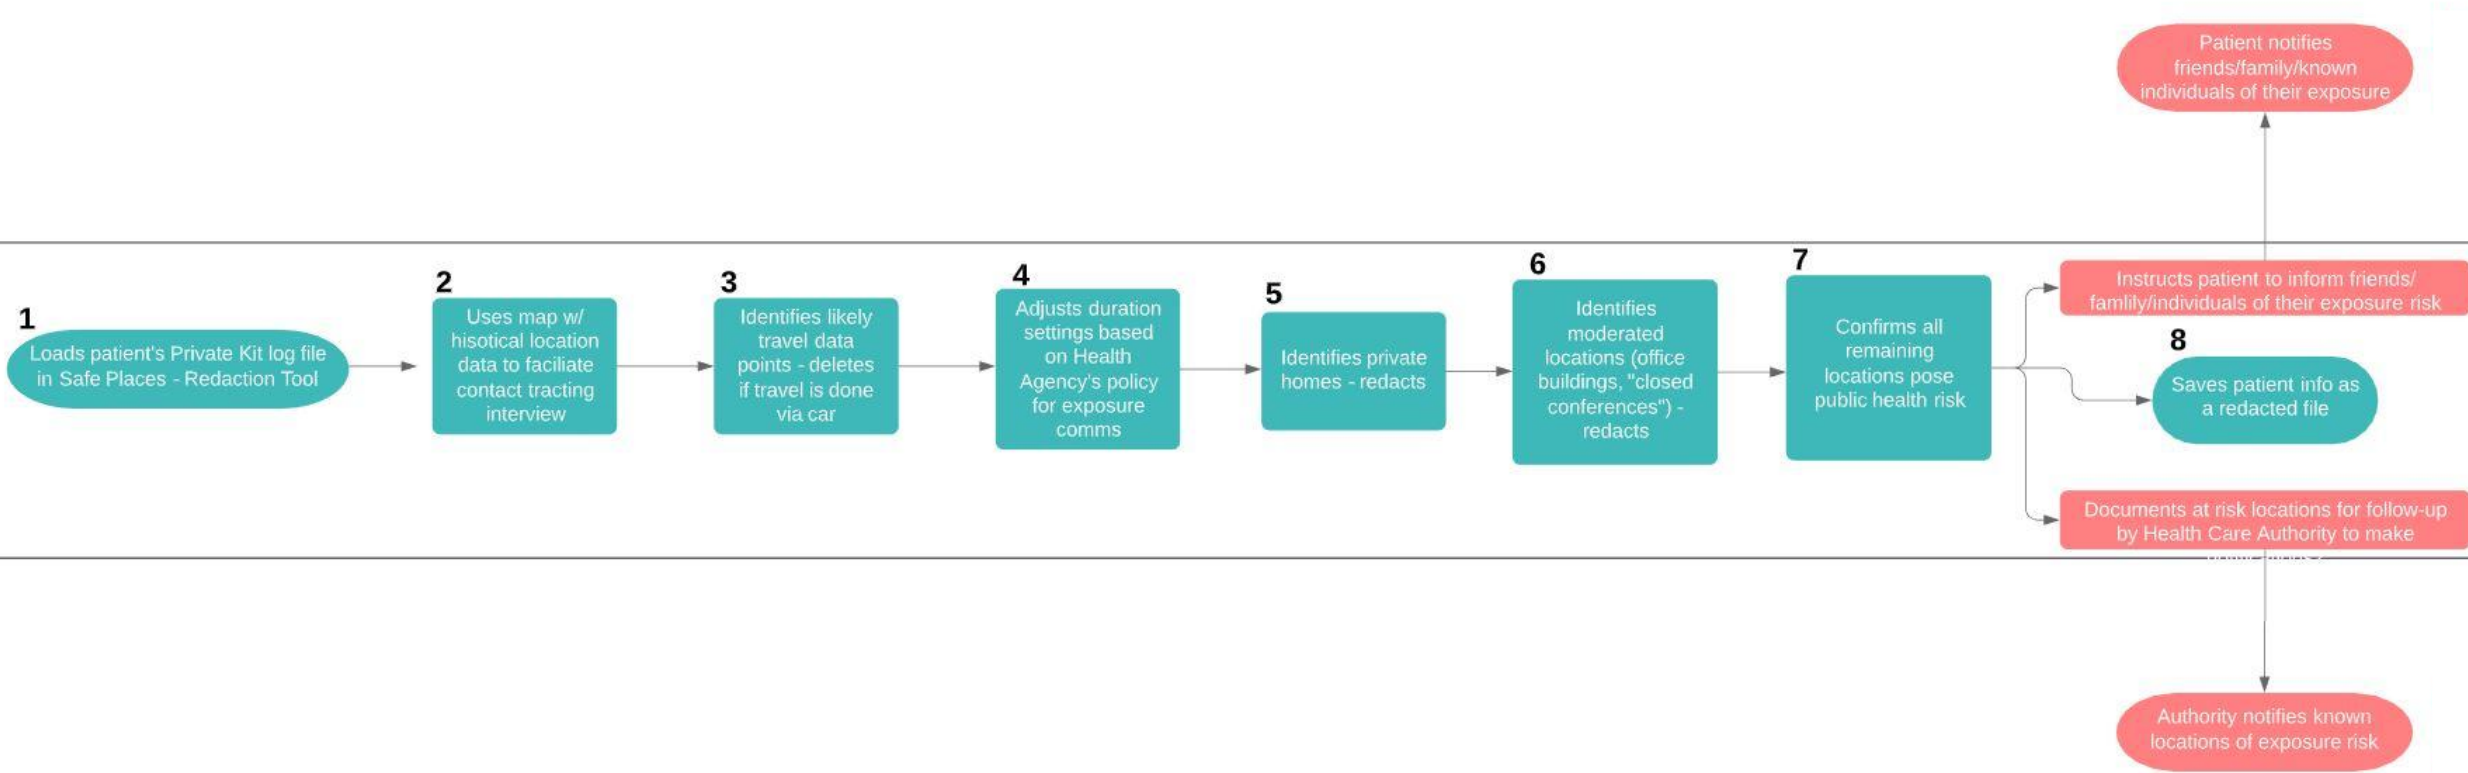 Patient notifies
friends/family/known
individuals of their exposure
1
Loads patient's Private Kit log file
in Safe Places - Redaction Tool
2
Uses map w/
hisotical location
data to faciliate
contact tracting
interview
3
Identifies likely
travel data
points - deletes
if travel is done
via car
4
Adjusts duration
settings based
on Health
Agency's policy
for exposure
comms
5
Identifies private
homes - redacts
6
Identifies
moderated
locations (office
buildings, "closed
conferences") -
redacts
7
Confirms all
remaining
locations pose
public health risk
Instructs patient to inform friends/
famlily/individuals of their exposure risk
8
Saves patient info as
a redacted file
Documents at risk locations for follow-up
by Health Care Authority to make
Authority notifies known
locations of exposure risk